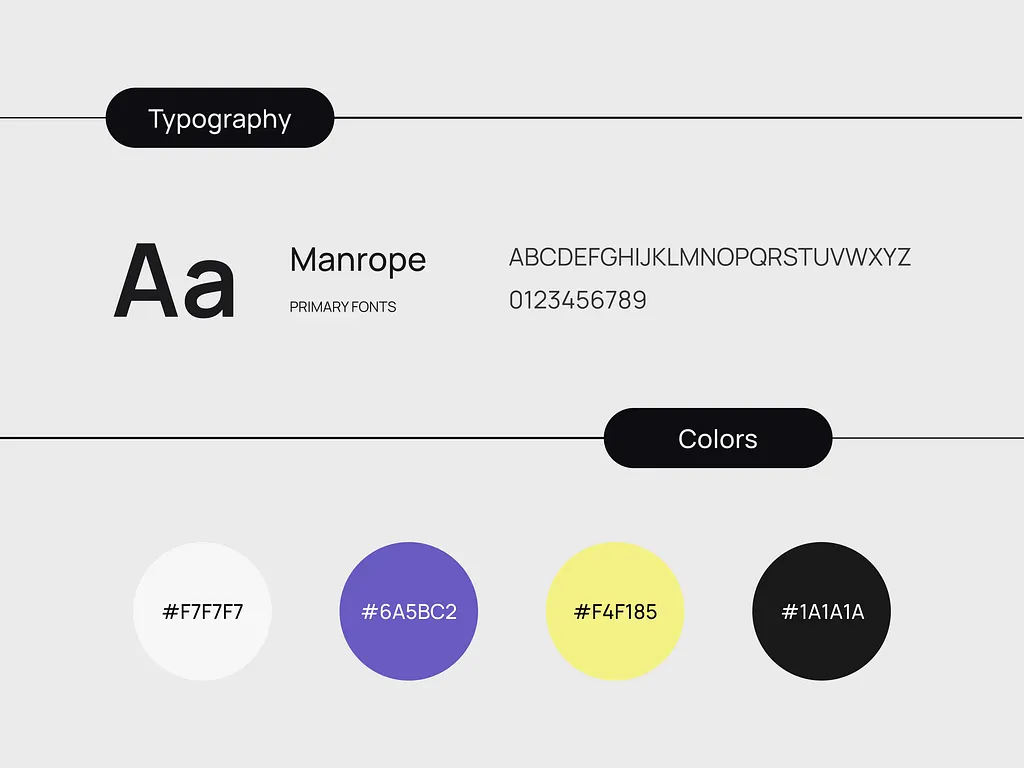 Typography
Aa
Manrope
PRIMARY FONTS
ABCDEFGHIJKLMNOPQRSTUVWXYZ
0123456789
Colors
#F7F7F7
#6A5BC2
#F4F185
#1A1A1A